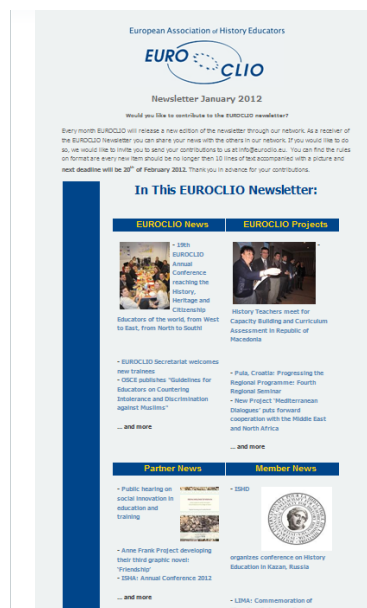 European Association of History Educators
EURO
CLIO
Newsletter January 2012
Would you like to contribute to the EUROCLIO newsletter?
Every month EUROCLIO will release a new edition of the newsletter through our network. As a receiver of
the EUROCLIO Newsletter you can share your news with the others in our network. If you would like to do
so, we would like to invite you to send your contributions to us at info@euroclio.eu. You can find the rules
on format are every new item should be no longer then 10 lines of text accompanied with a picture and
next deadline will be 20th of February 2012. Thank you in advance for your contributions.
In This EUROCLIO Newsletter:
EUROCLIO News
- 19th
EUROCLIO
Annual
Conference
reaching the
History,
Heritage and
Citizenship
Educators of the world, from West
to East, from North to South!
- EUROCLIO Secretariat welcomes
new trainees
- OSCE publishes "Guidelines for
Educators on Countering
Intolerance and Discrimination
against Muslims"
... and more
EUROCLIO Projects
-
History Teachers meet for
Capacity Building and Curriculum
Assessment in Republic of
Macedonia
- Pula, Croatia: Progressing the
Regional Programme: Fourth
Regional Seminar
- New Project 'Mediterranean
Dialogues' puts forward
cooperation with the Middle East
and North Africa
... and more
Partner News
- Public hearing on
social innovation in
education and
training
- Anne Frank Project developing
their third graphic novel:
'Friendship'
- ISHA: Annual Conference 2012
... and more
Member News
- ISHD
organizes conference on History
Education in Kazan, Russia
- LIMA: Commemoration of